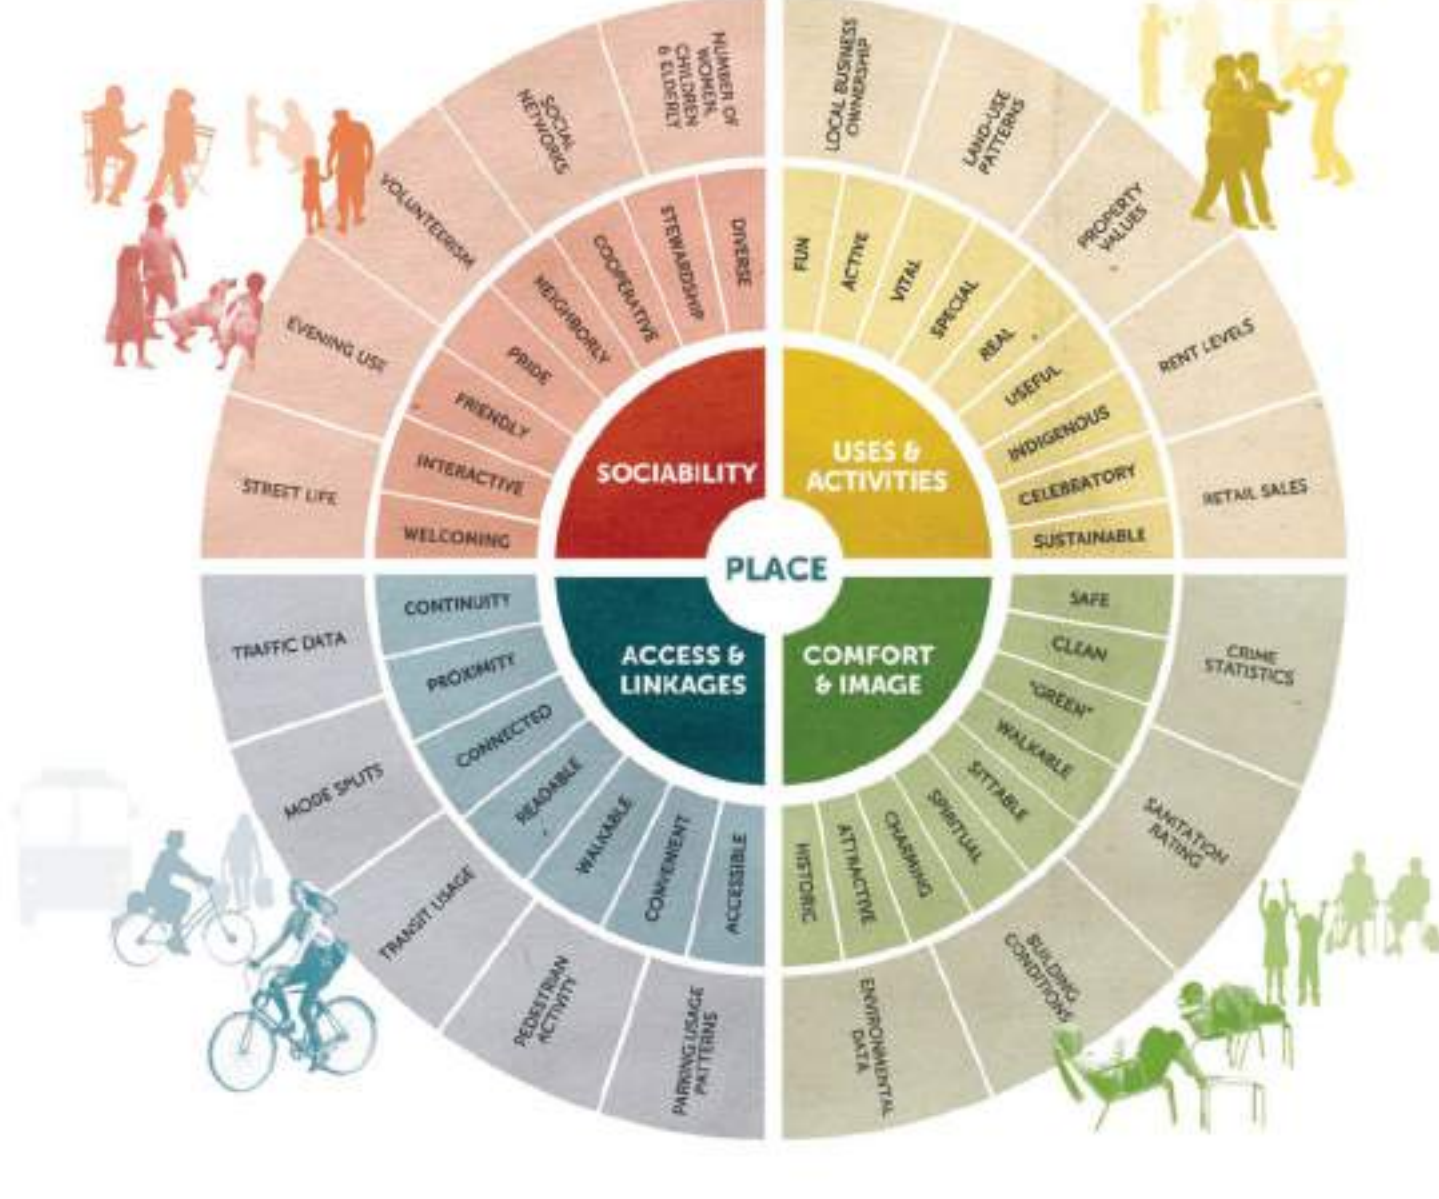 PLACE
SOCIABILITY
USES &
ACTIVITIES
ACCESS &
LINKAGES
COMFORT
& IMAGE
WELCOMING
INTERACTIVE
FRIENDLY
PRIDE
NEIGHBORLY
COOPERATIVE
STEWARDSHIP
DIVERSE
FUN
ACTIVE
VITAL
SPECIAL
REAL
USEFUL
INDIGENOUS
CELEBRATORY
SUSTAINABLE
SAFE
CLEAN
"GREEN"
WALKABLE
SITTABLE
SPIRITUAL
CHARMING
ATTRACTIVE
HISTORIC
ACCESSIBLE
CONVENIENT
WALKABLE
READABLE
CONNECTED
PROXIMITY
CONTINUITY
STREET LIFE
EVENING USE
VOLUNTEERISM
SOCIAL
NETWORKS
NUMBER OF
WOMEN,
CHILDREN
& ELDERLY
LOCAL BUSINESS
OWNERSHIP
LAND-USE
PATTERNS
PROPERTY
VALUES
RENT LEVELS
RETAIL SALES
CRIME
STATISTICS
SANITATION
RATING
BUILDING
CONDITIONS
ENVIRONMENTAL
DATA
PARKING USAGE
PATTERNS
PEDESTRIAN
ACTIVITY
TRANSIT USAGE
MODE SPLITS
TRAFFIC DATA